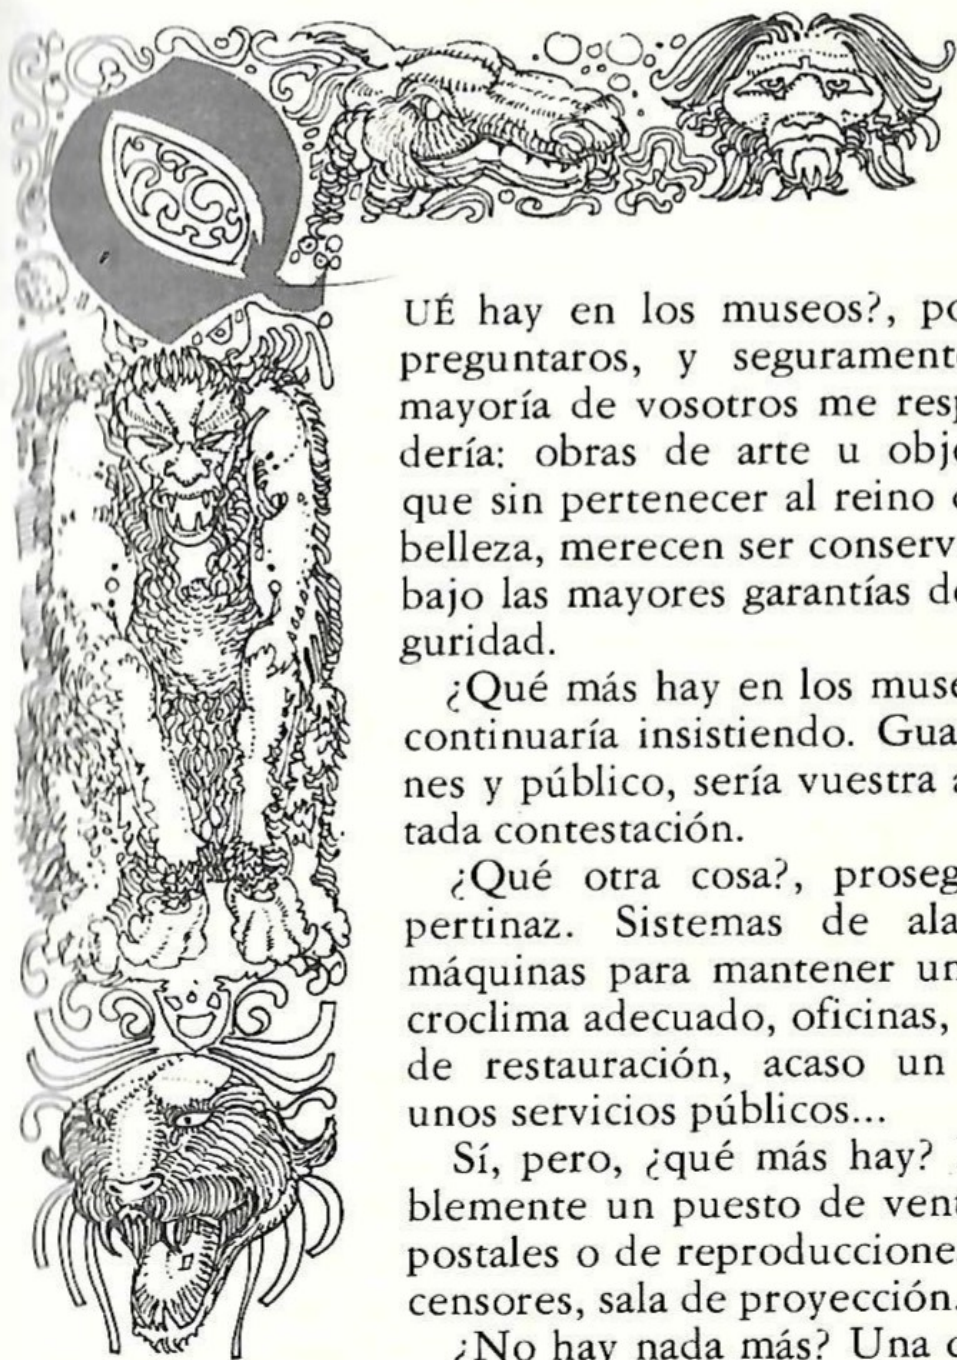 QUÉ hay en los museos?, po
preguntaros, y seguramente
mayoría de vosotros me resp
dería: obras de arte u obje
que sin pertenecer al reino
belleza, merecen ser conserv
bajo las mayores garantías de
guridad.
¿Qué más hay en los muse
continuaría insistiendo. Gua
nes y público, sería vuestra a
tada contestación.
¿Qué otra cosa?, proseg
pertinaz. Sistemas de ala
máquinas para mantener un
croclima adecuado, oficinas,
de restauración, acaso un
unos servicios públicos...
Sí, pero, ¿qué más hay?
blemente un puesto de vent
postales o de reproducciones
censores, sala de proyección.
¿No hay nada más? Una